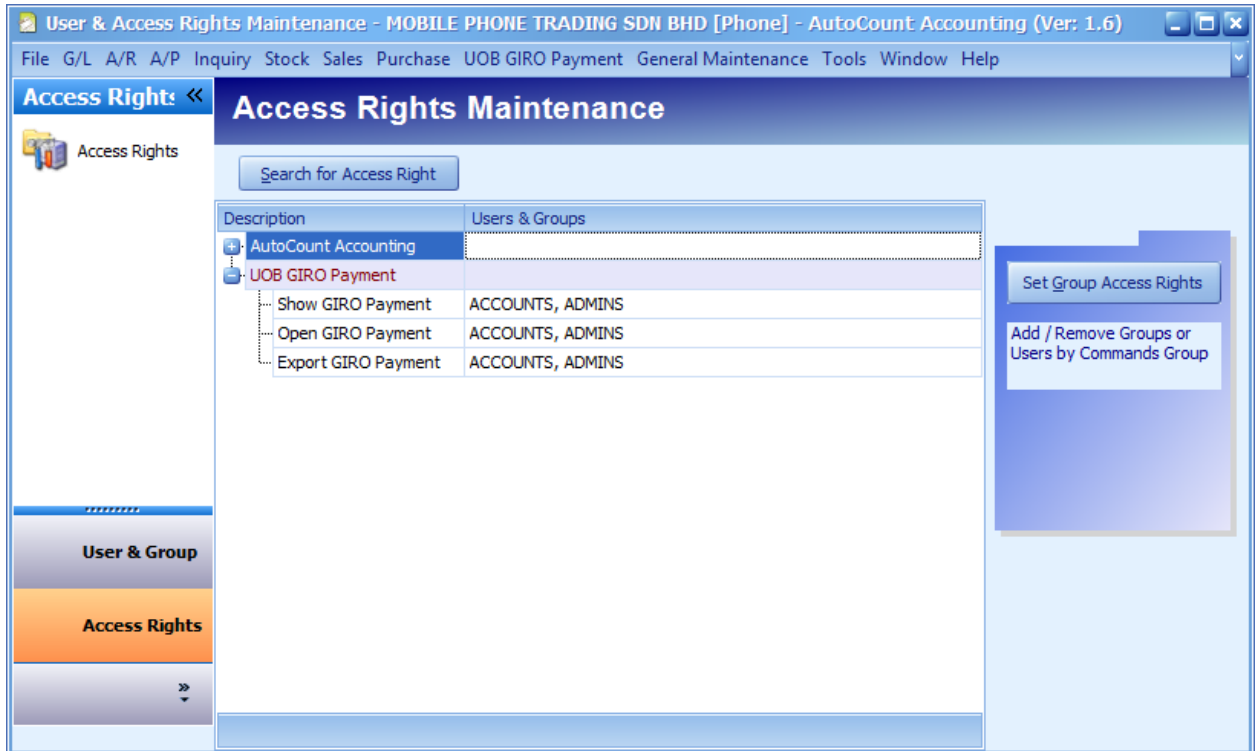 User & Access Rights Maintenance - MOBILE PHONE TRADING SDN BHD [Phone] - AutoCount Accounting (Ver: 1.6)
File G/L A/R A/P Inquiry Stock Sales Purchase UOB GIRO Payment General Maintenance Tools Window Help
Access Rights
Access Rights Maintenance
Access Rights
Search for Access Right
Description Users & Groups
AutoCount Accounting
UOB GIRO Payment
Show GIRO Payment ACCOUNTS, ADMINS
Open GIRO Payment ACCOUNTS, ADMINS
Export GIRO Payment ACCOUNTS, ADMINS
Set Group Access Rights
Add / Remove Groups or
Users by Commands Group
User & Group
Access Rights